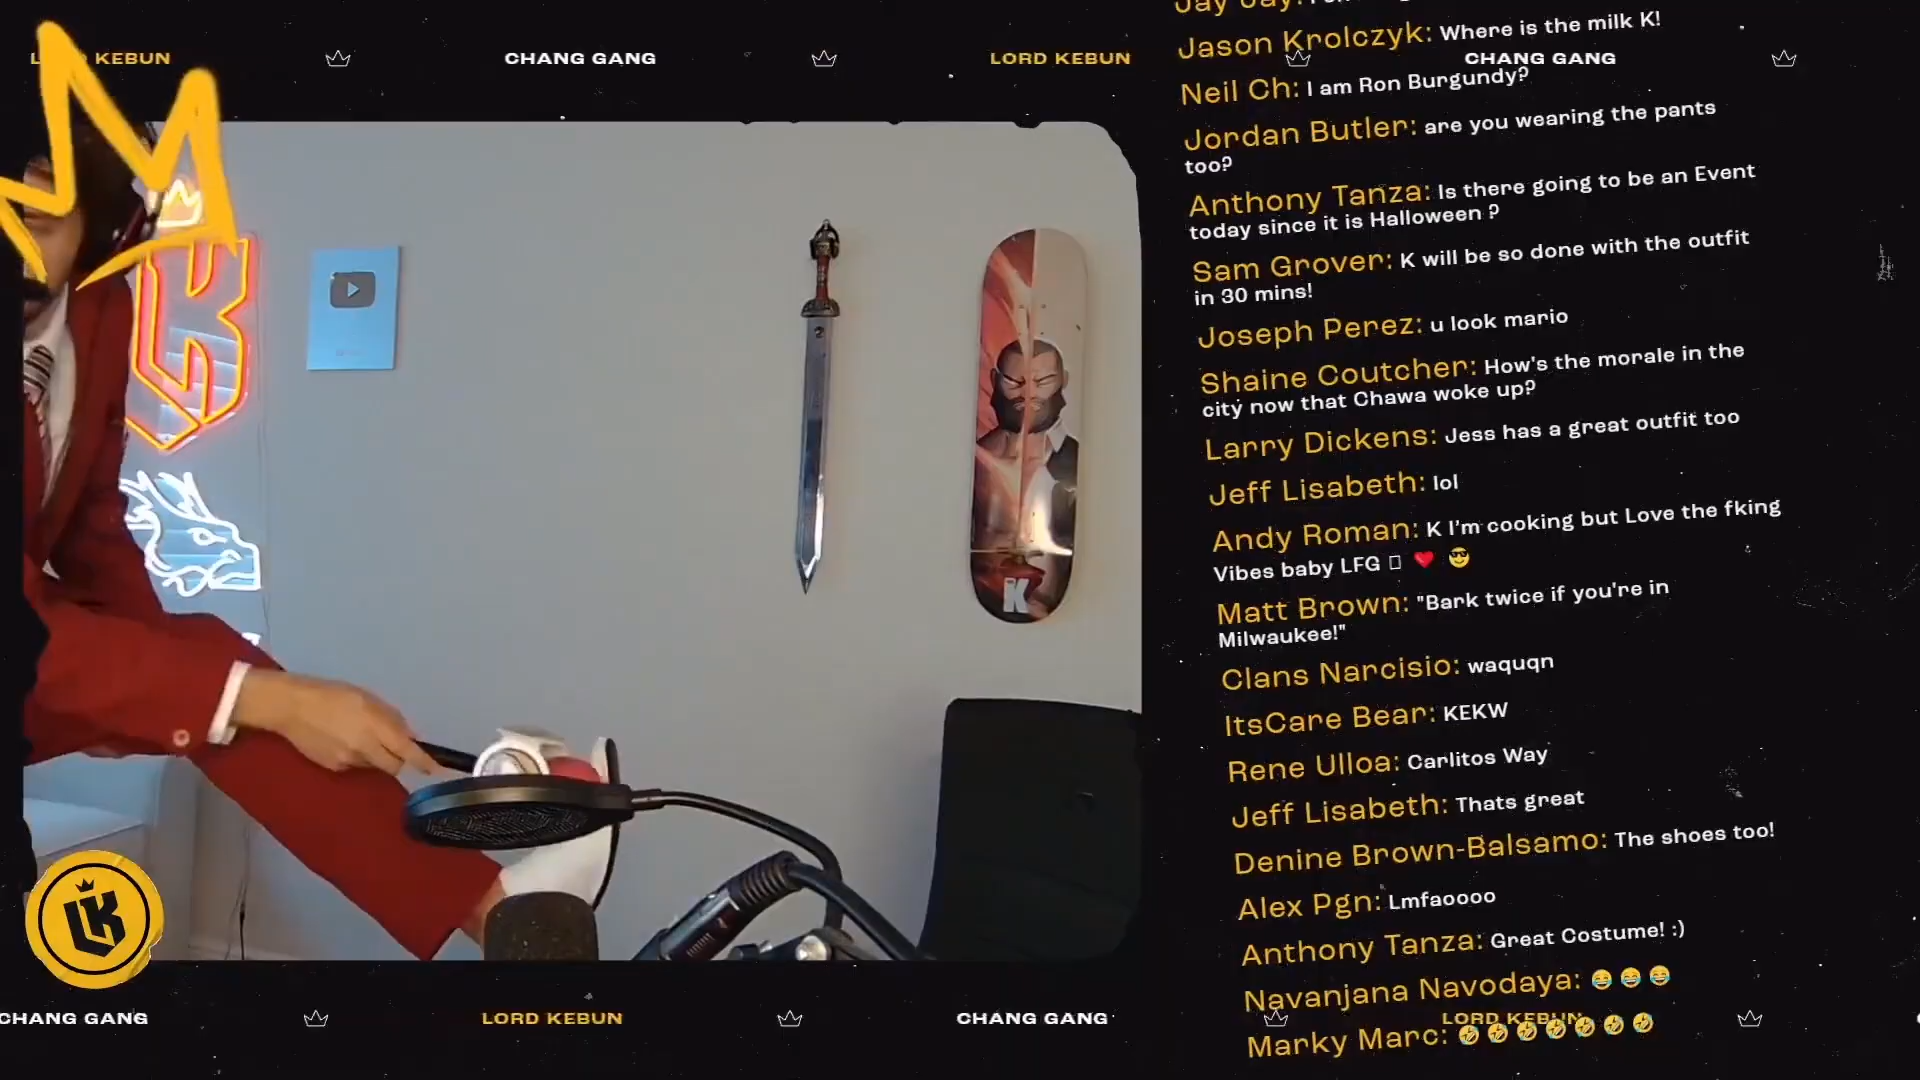 Jay Jay:
Jason Krolczyk: Where is the milk K!
LORD KEBUN CHANG GANG LORD KEBUN CHANG GANG
Neil Ch: I am Ron Burgundy?
Jordan Butler: are you wearing the pants
too?
Anthony Tanza: Is there going to be an Event
today since it is Halloween ?
Sam Grover: K will be so done with the outfit
in 30 mins!
Joseph Perez: u look mario
Shaine Coutcher: How's the morale in the
city now that Chawa woke up?
Larry Dickens: Jess has a great outfit too
Jeff Lisabeth: lol
Andy Roman: K I'm cooking but Love the fking
Vibes baby LFG ❤️ 😎
Matt Brown: "Bark twice if you're in
Milwaukee!"
Clans Narcisio: waquqn
ItsCare Bear: KEKW
Rene Ulloa: Carlitos Way
Jeff Lisabeth: Thats great
Denine Brown-Balsamo: The shoes too!
Alex Pgn: Lmfaoooo
Anthony Tanza: Great Costume! :)
Navanjana Navodaya: 😂 😂 😂
CHANG GANG LORD KEBUN CHANG GANG LORD KEBUN
Marky Marc: 🤣 🤣 🤣 🤣 🤣 🤣 🤣
LK
K